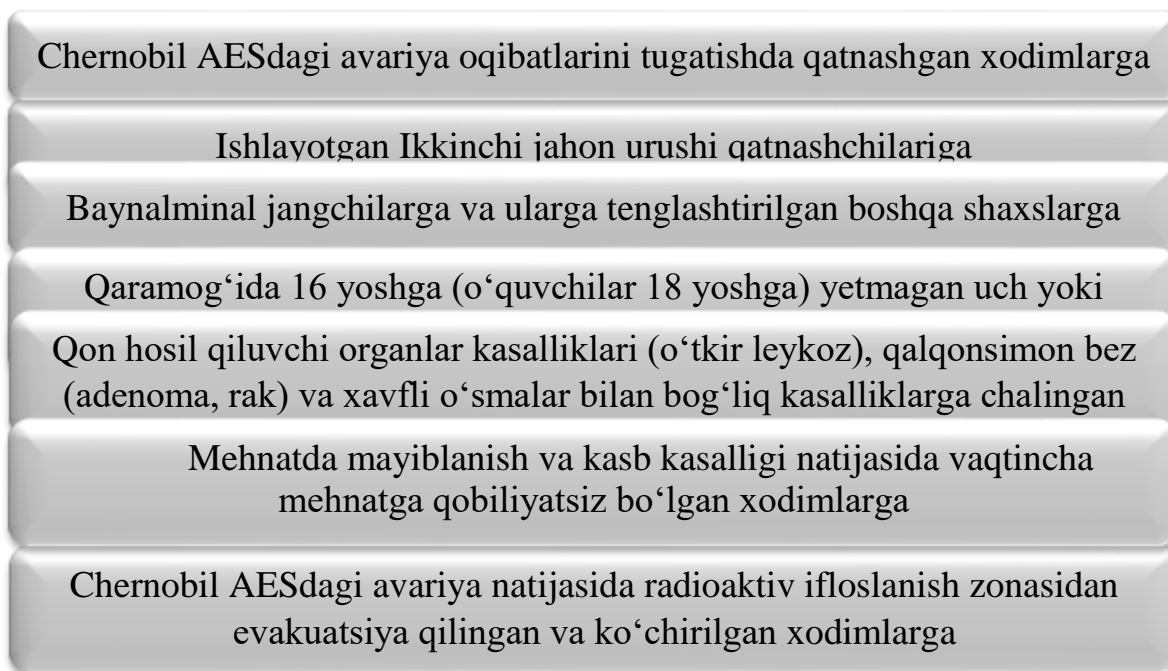 Chernobil AESdagi avariya oqibatlarini tugatishda qatnashgan xodimlarga
Ishlayotgan Ikkinchi jahon urushi qatnashchilariga
Baynalminal jangchilarga va ularga tenglashtirilgan boshqa shaxslarga
Qaramog‘ida 16 yoshga (o‘quvchilar 18 yoshga) yetmagan uch yoki
Qon hosil qiluvchi organlar kasalliklari (o‘tkir leykoz), qalqonsimon bez
(adenoma, rak) va xavfli o‘smalar bilan bog‘liq kasalliklarga chalingan
Mehnatda mayiblanish va kasb kasalligi natijasida vaqtincha
mehnatga qobiliyatsiz bo‘lgan xodimlarga
Chernobil AESdagi avariya natijasida radioaktiv ifloslanish zonasidan
evakuatsiya qilingan va ko‘chirilgan xodimlarga